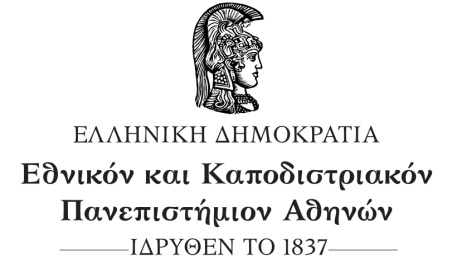 ΕΛΛΗΝΙΚΗ ΔΗΜΟΚΡΑΤΙΑ
Εθνικόν και Καποδιστριακόν
Πανεπιστήμιον Αθηνών
ΙΔΡΥΘΕΝ ΤΟ 1837